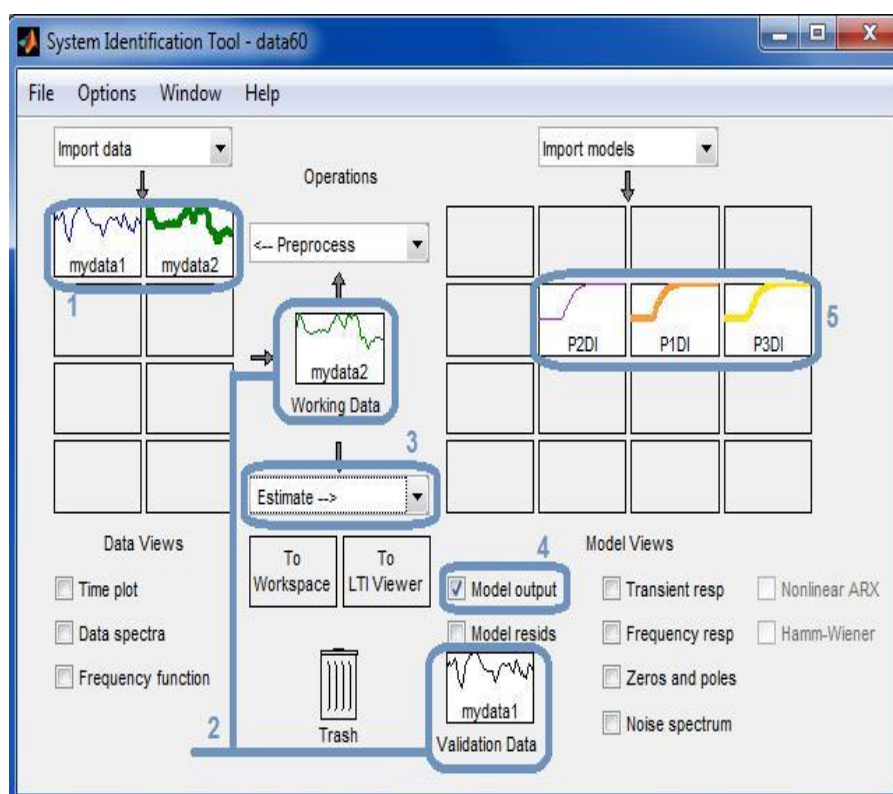 System Identification Tool - data60
File Options Window Help
Import data
Import models
Operations
mydata1
mydata2
1
<-- Preprocess
mydata2
Working Data
P2DI
P1DI
P3DI
5
3
Estimate -->
Data Views
To
Workspace
To
LTI Viewer
4
Model Views
Time plot
Data spectra
Frequency function
Model output
Model resids
Transient resp
Frequency resp
Zeros and poles
Noise spectrum
Nonlinear ARX
Hamm-Wiener
2
Trash
mydata1
Validation Data